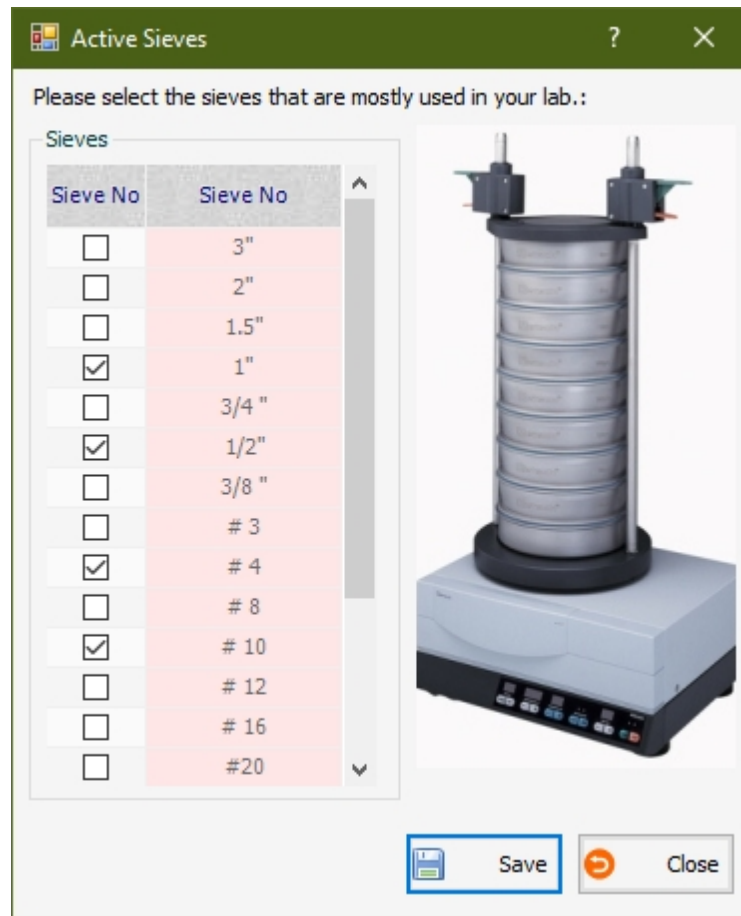 Active Sieves ?
Please select the sieves that are mostly used in your lab.:
Sieves
Sieve No Sieve No
3"
2"
1.5"
1"
3/4 "
1/2"
3/8 "
# 3
# 4
# 8
# 10
# 12
# 16
#20
Save Close